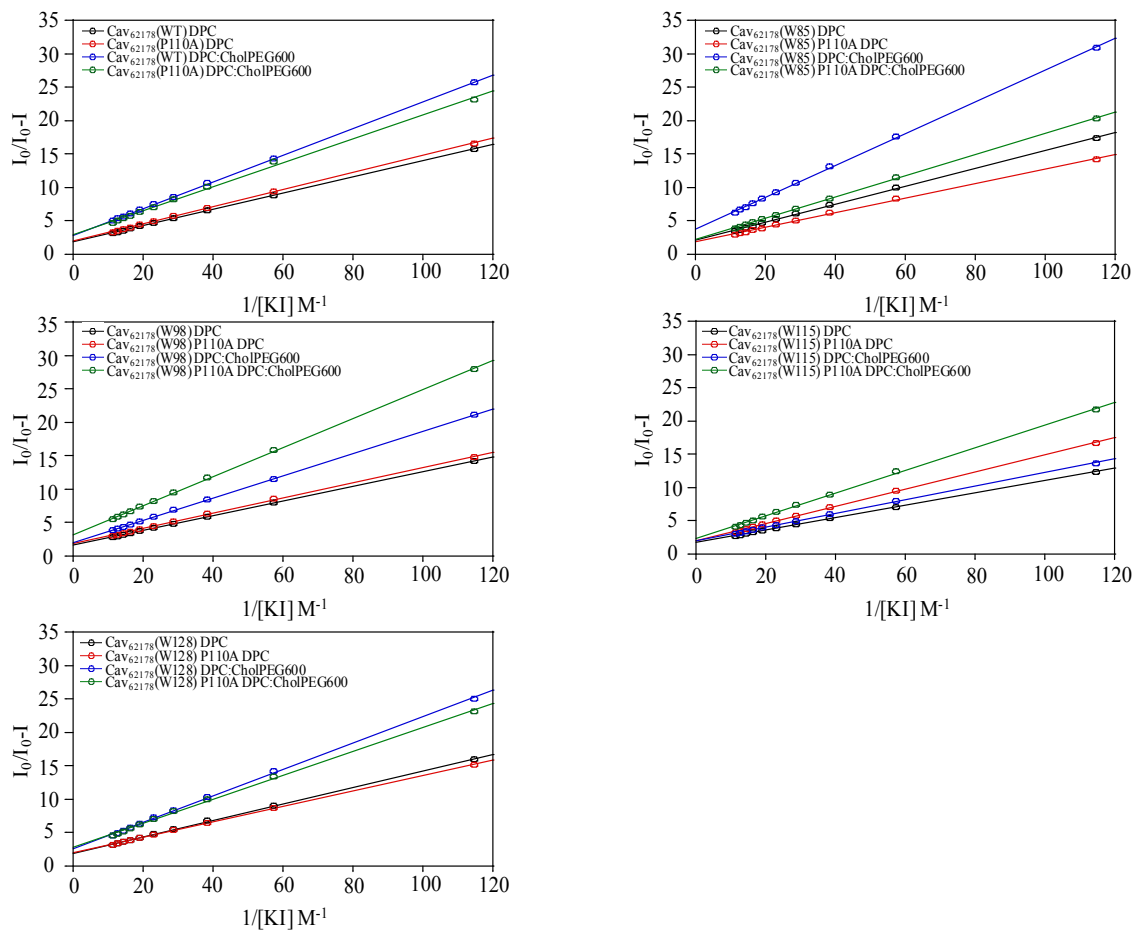 35
30
25
20
15
10
5
0
I₀/I₀-I
Cav₆₂₁₇₈(WT) DPC
Cav₆₂₁₇₈(P110A) DPC
Cav₆₂₁₇₈(WT) DPC:CholPEG600
Cav₆₂₁₇₈(P110A) DPC:CholPEG600
0 20 40 60 80 100 120
1/[KI] M⁻¹
35
30
25
20
15
10
5
0
I₀/I₀-I
Cav₆₂₁₇₈(W85) DPC
Cav₆₂₁₇₈(W85) P110A DPC
Cav₆₂₁₇₈(W85) DPC:CholPEG600
Cav₆₂₁₇₈(W85) P110A DPC:CholPEG600
0 20 40 60 80 100 120
1/[KI] M⁻¹
35
30
25
20
15
10
5
0
I₀/I₀-I
Cav₆₂₁₇₈(W98) DPC
Cav₆₂₁₇₈(W98) P110A DPC
Cav₆₂₁₇₈(W98) DPC:CholPEG600
Cav₆₂₁₇₈(W98) P110A DPC:CholPEG600
0 20 40 60 80 100 120
1/[KI] M⁻¹
35
30
25
20
15
10
5
0
I₀/I₀-I
Cav₆₂₁₇₈(W115) DPC
Cav₆₂₁₇₈(W115) P110A DPC
Cav₆₂₁₇₈(W115) DPC:CholPEG600
Cav₆₂₁₇₈(W115) P110A DPC:CholPEG600
0 20 40 60 80 100 120
1/[KI] M⁻¹
35
30
25
20
15
10
5
0
I₀/I₀-I
Cav₆₂₁₇₈(W128) DPC
Cav₆₂₁₇₈(W128) P110A DPC
Cav₆₂₁₇₈(W128) DPC:CholPEG600
Cav₆₂₁₇₈(W128) P110A DPC:CholPEG600
0 20 40 60 80 100 120
1/[KI] M⁻¹